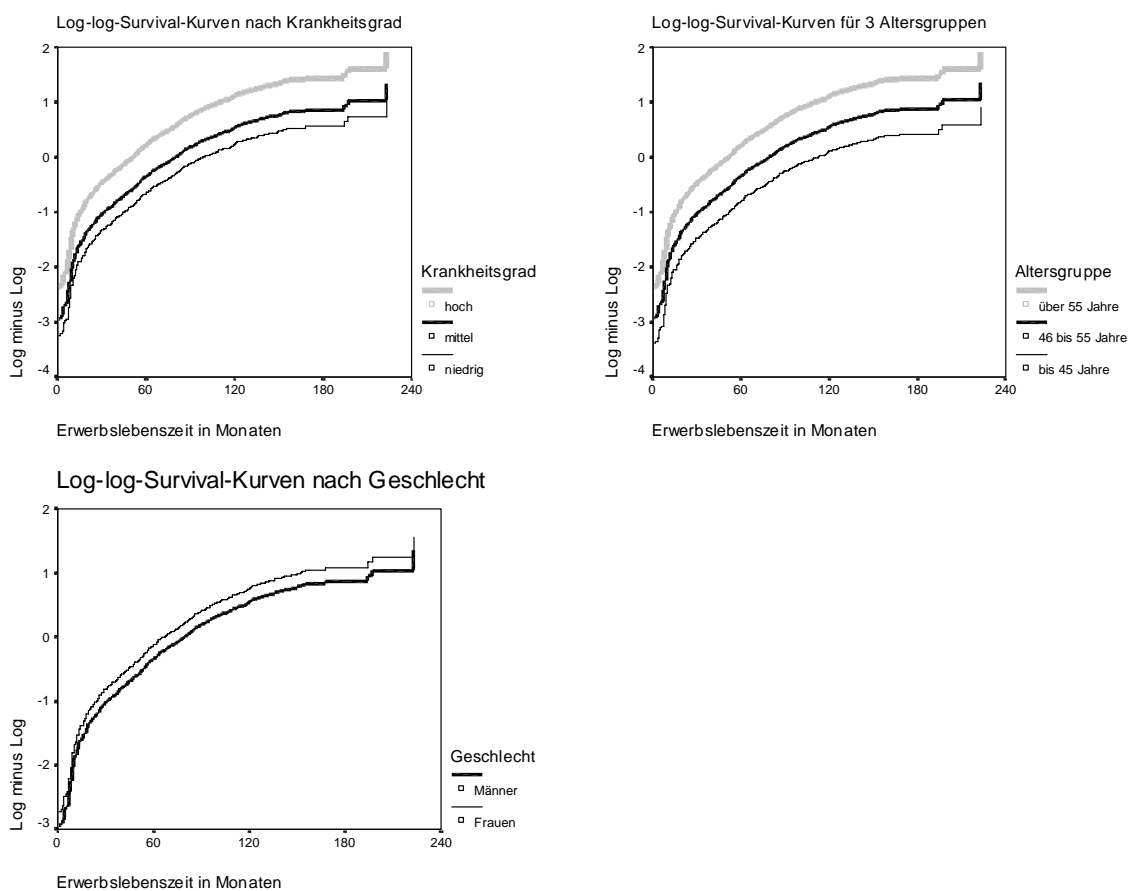 Log-log-Survival-Kurven nach Krankheitsgrad
2
1
0
-1
-2
-3
-4
Log minus Log
0 60 120 180 240
Erwerbslebenszeit in Monaten
Krankheitsgrad
hoch
mittel
niedrig
Log-log-Survival-Kurven für 3 Altersgruppen
2
1
0
-1
-2
-3
-4
Log minus Log
0 60 120 180 240
Erwerbslebenszeit in Monaten
Altersgruppe
über 55 Jahre
46 bis 55 Jahre
bis 45 Jahre
Log-log-Survival-Kurven nach Geschlecht
2
1
0
-1
-2
-3
Log minus Log
0 60 120 180 240
Erwerbslebenszeit in Monaten
Geschlecht
Männer
Frauen